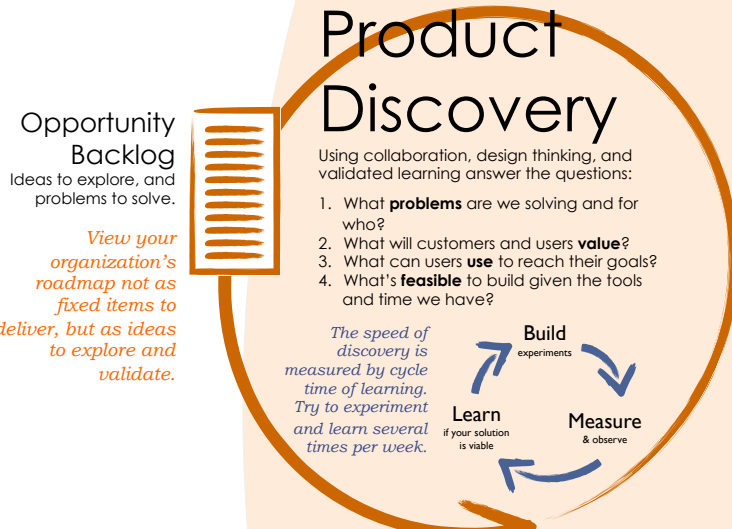 Product
Discovery
Using collaboration, design thinking, and
validated learning answer the questions:
1. What problems are we solving and for
who?
2. What will customers and users value?
3. What can users use to reach their goals?
4. What's feasible to build given the tools
and time we have?
Opportunity
Backlog
Ideas to explore, and
problems to solve.
View your
organization's
roadmap not as
fixed items to
deliver, but as ideas
to explore and
validate.
The speed of
discovery is
measured by cycle
time of learning.
Try to experiment
and learn several
times per week.
Build
experiments
Measure
& observe
Learn
if your solution
is viable